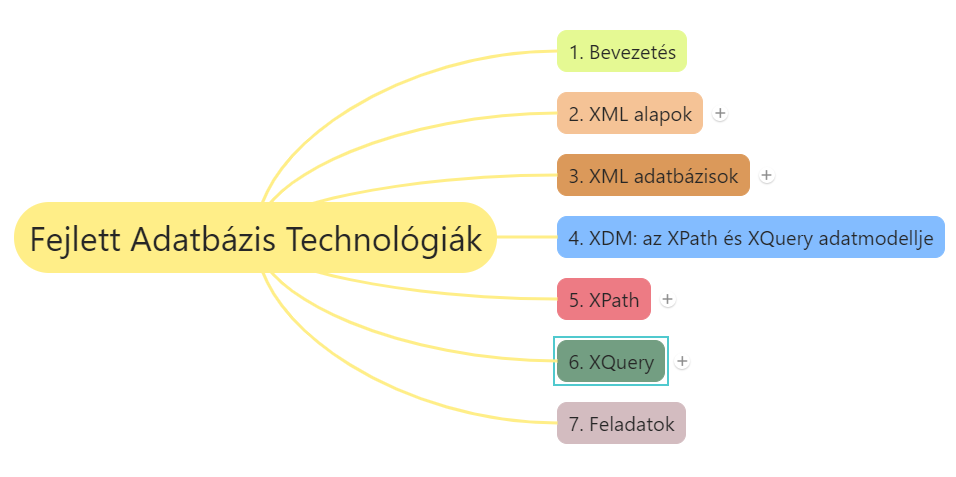 Fejlett Adatbázis Technológiák
1. Bevezetés
2. XML alapok
3. XML adatbázisok
4. XDM: az XPath és XQuery adatmodellje
5. XPath
6. XQuery
7. Feladatok